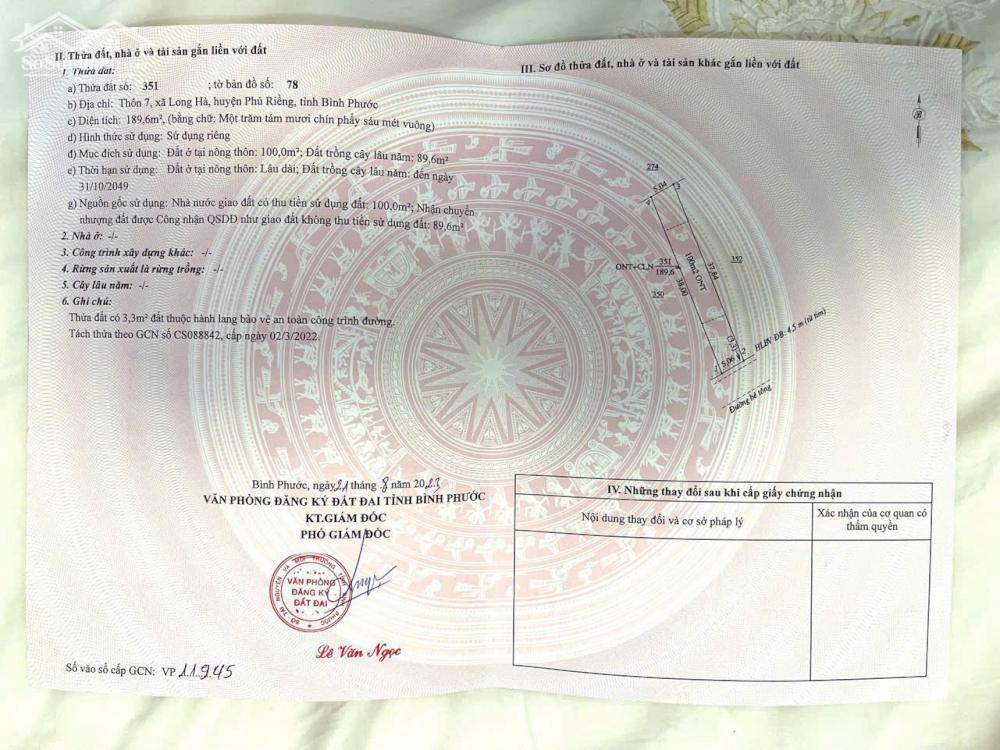 II. Thửa đất, nhà ở và tài sản gắn liền với đất
1. Thửa đất:
a) Thửa đất số: 351 ; tờ bản đồ số: 78
b) Địa chỉ: Thôn 7, xã Long Hà, huyện Phú Riềng, tỉnh Bình Phước
c) Diện tích: 189,6m², (bằng chữ: Một trăm tám mươi chín phẩy sáu mét vuông)
d) Hình thức sử dụng: Sử dụng riêng
đ) Mục đích sử dụng: Đất ở tại nông thôn: 100,0m²; Đất trồng cây lâu năm: 89,6m²
e) Thời hạn sử dụng: Đất ở tại nông thôn: Lâu dài; Đất trồng cây lâu năm: đến ngày
31/10/2049
g) Nguồn gốc sử dụng: Nhà nước giao đất có thu tiền sử dụng đất: 100,0m²; Nhận chuyển
nhượng đất được Công nhận QSDĐ như giao đất không thu tiền sử dụng đất: 89,6m²
2. Nhà ở: -/-
3. Công trình xây dựng khác: -/-
4. Rừng sản xuất là rừng trồng: -/-
5. Cây lâu năm: -/-
6. Ghi chú:
Thửa đất có 3,3m² đất thuộc hành lang bảo vệ an toàn công trình đường.
Tách thửa theo GCN số CS088842, cấp ngày 02/3/2022.
Bình Phước, ngày 21 tháng 8 năm 2023
VĂN PHÒNG ĐĂNG KÝ ĐẤT ĐAI TỈNH BÌNH PHƯỚC
KT.GIÁM ĐỐC
PHÓ GIÁM ĐỐC
VĂN PHÒNG
ĐĂNG KÝ
ĐẤT ĐAI
Lê Văn Ngọc
Số vào sổ cấp GCN: VP 11945
III. Sơ đồ thửa đất, nhà ở và tài sản khác gắn liền với đất
274
5,04
4
3
ONT+CLN 351
189,6
100m2 ONT
37,84
352
38,00
350
(3,3)
1
5,06
2
HLBV ĐB: 4,5 m (từ tim)
Đường bê tông
IV. Những thay đổi sau khi cấp giấy chứng nhận
Nội dung thay đổi và cơ sở pháp lý
Xác nhận của cơ quan có
thẩm quyền